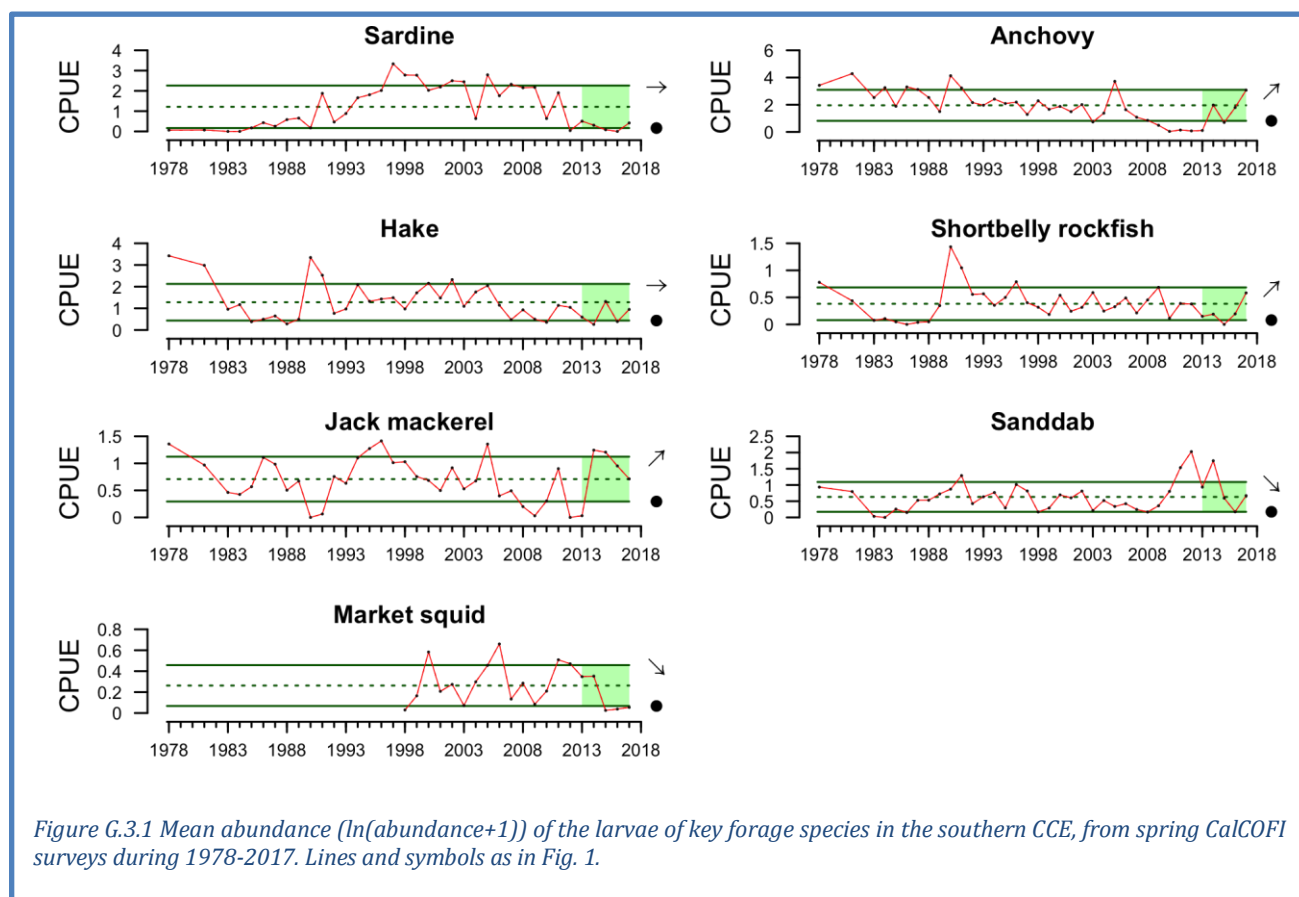 Sardine
4
3
2
1
0
CPUE
1978 1983 1988 1993 1998 2003 2008 2013 2018
Anchovy
6
4
2
0
CPUE
1978 1983 1988 1993 1998 2003 2008 2013 2018
Hake
4
3
2
1
0
CPUE
1978 1983 1988 1993 1998 2003 2008 2013 2018
Shortbelly rockfish
1.5
1
0.5
0
CPUE
1978 1983 1988 1993 1998 2003 2008 2013 2018
Jack mackerel
1.5
1
0.5
0
CPUE
1978 1983 1988 1993 1998 2003 2008 2013 2018
Sanddab
2.5
2
1.5
1
0.5
0
CPUE
1978 1983 1988 1993 1998 2003 2008 2013 2018
Market squid
0.8
0.6
0.4
0.2
0
CPUE
1978 1983 1988 1993 1998 2003 2008 2013 2018
Figure G.3.1 Mean abundance (ln(abundance+1)) of the larvae of key forage species in the southern CCE, from spring CalCOFI
surveys during 1978-2017. Lines and symbols as in Fig. 1.